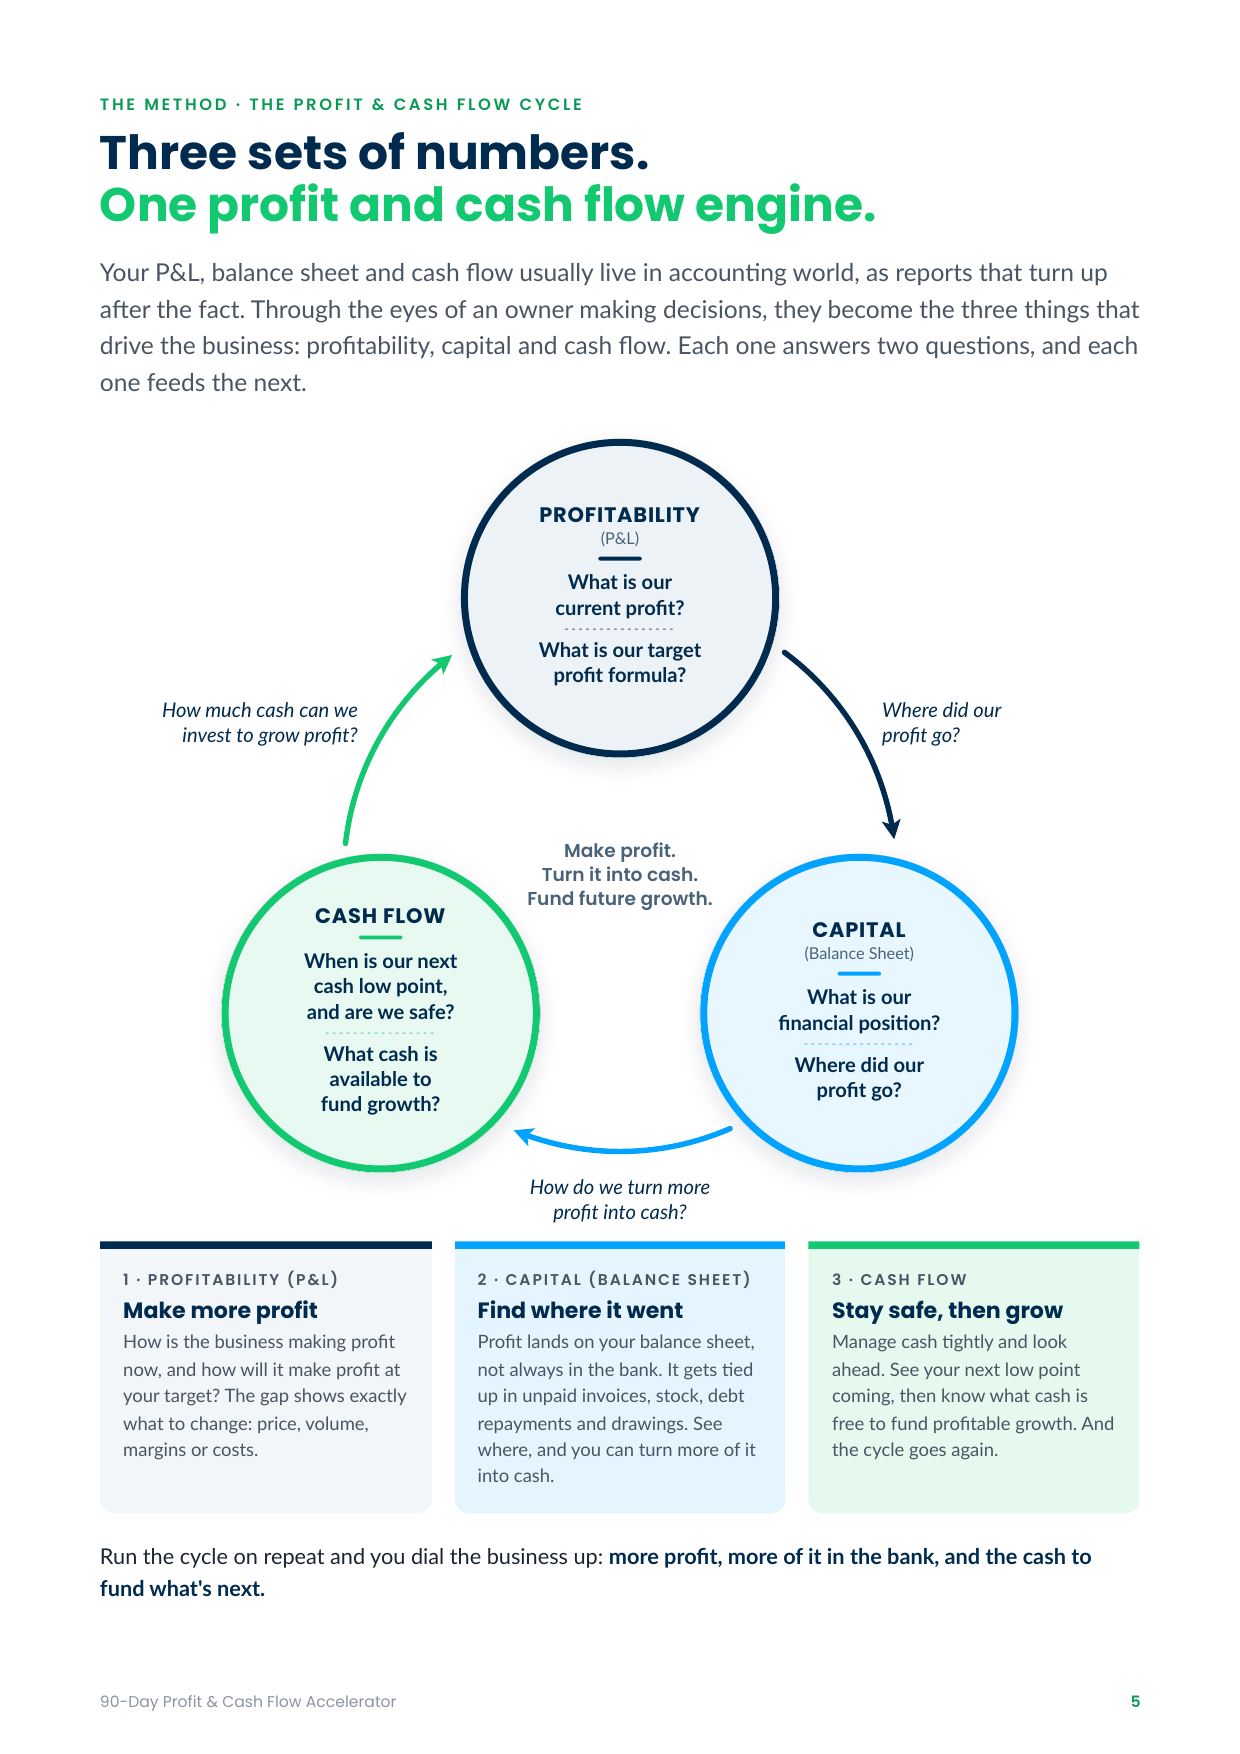 THE METHOD · THE PROFIT & CASH FLOW CYCLE
Three sets of numbers.
One profit and cash flow engine.
Your P&L, balance sheet and cash flow usually live in accounting world, as reports that turn up
after the fact. Through the eyes of an owner making decisions, they become the three things that
drive the business: profitability, capital and cash flow. Each one answers two questions, and each
one feeds the next.
PROFITABILITY
(P&L)
What is our
current profit?
What is our target
profit formula?
How much cash can we
invest to grow profit?
Where did our
profit go?
Make profit.
Turn it into cash.
Fund future growth.
CASH FLOW
When is our next
cash low point,
and are we safe?
What cash is
available to
fund growth?
CAPITAL
(Balance Sheet)
What is our
financial position?
Where did our
profit go?
How do we turn more
profit into cash?
1 · PROFITABILITY (P&L)
Make more profit
How is the business making profit
now, and how will it make profit at
your target? The gap shows exactly
what to change: price, volume,
margins or costs.
2 · CAPITAL (BALANCE SHEET)
Find where it went
Profit lands on your balance sheet,
not always in the bank. It gets tied
up in unpaid invoices, stock, debt
repayments and drawings. See
where, and you can turn more of it
into cash.
3 · CASH FLOW
Stay safe, then grow
Manage cash tightly and look
ahead. See your next low point
coming, then know what cash is
free to fund profitable growth. And
the cycle goes again.
Run the cycle on repeat and you dial the business up: more profit, more of it in the bank, and the cash to
fund what's next.
90-Day Profit & Cash Flow Accelerator
5